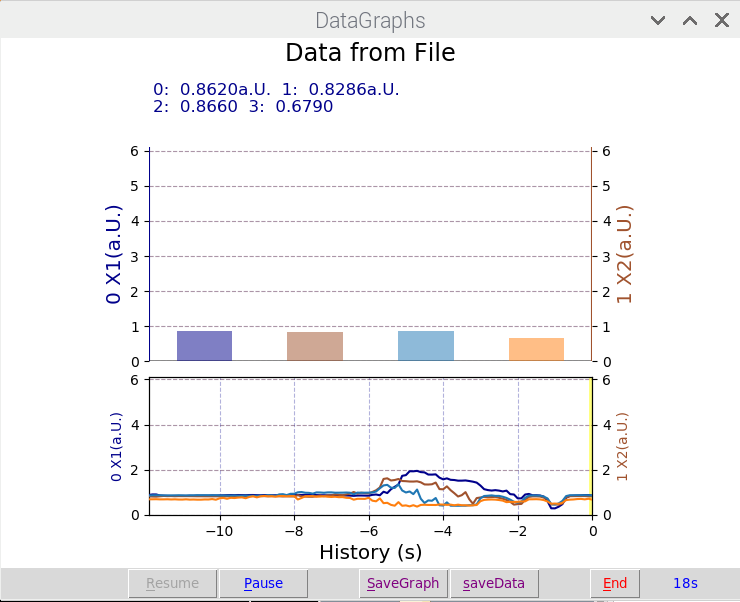 DataGraphs
Data from File
0:  0.8620a.U.  1:  0.8286a.U.
2:  0.8660  3:  0.6790
6
5
4
3
2
1
0
0 X1(a.U.)
6
5
4
3
2
1
0
1 X2(a.U.)
6
4
2
0
0 X1(a.U.)
6
4
2
0
1 X2(a.U.)
−10 −8 −6 −4 −2 0
History (s)
Resume Pause SaveGraph saveData End 18s